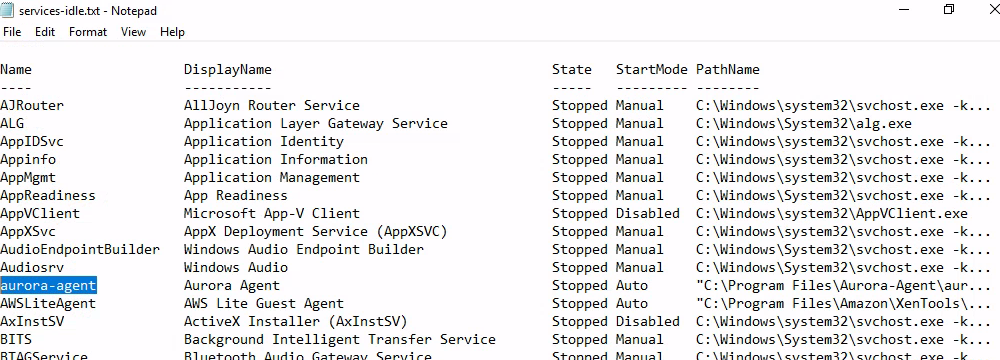 services-idle.txt - Notepad
File Edit Format View Help
Name DisplayName State StartMode PathName
---- ----------- ----- --------- --------
AJRouter AllJoyn Router Service Stopped Manual C:\Windows\system32\svchost.exe -k...
ALG Application Layer Gateway Service Stopped Manual C:\Windows\System32\alg.exe
AppIDSvc Application Identity Stopped Manual C:\Windows\system32\svchost.exe -k...
Appinfo Application Information Stopped Manual C:\Windows\system32\svchost.exe -k...
AppMgmt Application Management Stopped Manual C:\Windows\system32\svchost.exe -k...
AppReadiness App Readiness Stopped Manual C:\Windows\System32\svchost.exe -k...
AppVClient Microsoft App-V Client Stopped Disabled C:\Windows\system32\AppVClient.exe
AppXSvc AppX Deployment Service (AppXSVC) Stopped Manual C:\Windows\system32\svchost.exe -k...
AudioEndpointBuilder Windows Audio Endpoint Builder Stopped Manual C:\Windows\System32\svchost.exe -k...
Audiosrv Windows Audio Stopped Manual C:\Windows\System32\svchost.exe -k...
aurora-agent Aurora Agent Stopped Auto "C:\Program Files\Aurora-Agent\aur...
AWSLiteAgent AWS Lite Guest Agent Stopped Auto "C:\Program Files\Amazon\XenTools\...
AxInstSV ActiveX Installer (AxInstSV) Stopped Disabled C:\Windows\system32\svchost.exe -k...
BITS Background Intelligent Transfer Service Stopped Manual C:\Windows\System32\svchost.exe -k...
BTAGService Bluetooth Audio Gateway Service Stopped Manual C:\Windows\system32\svchost.exe -k...